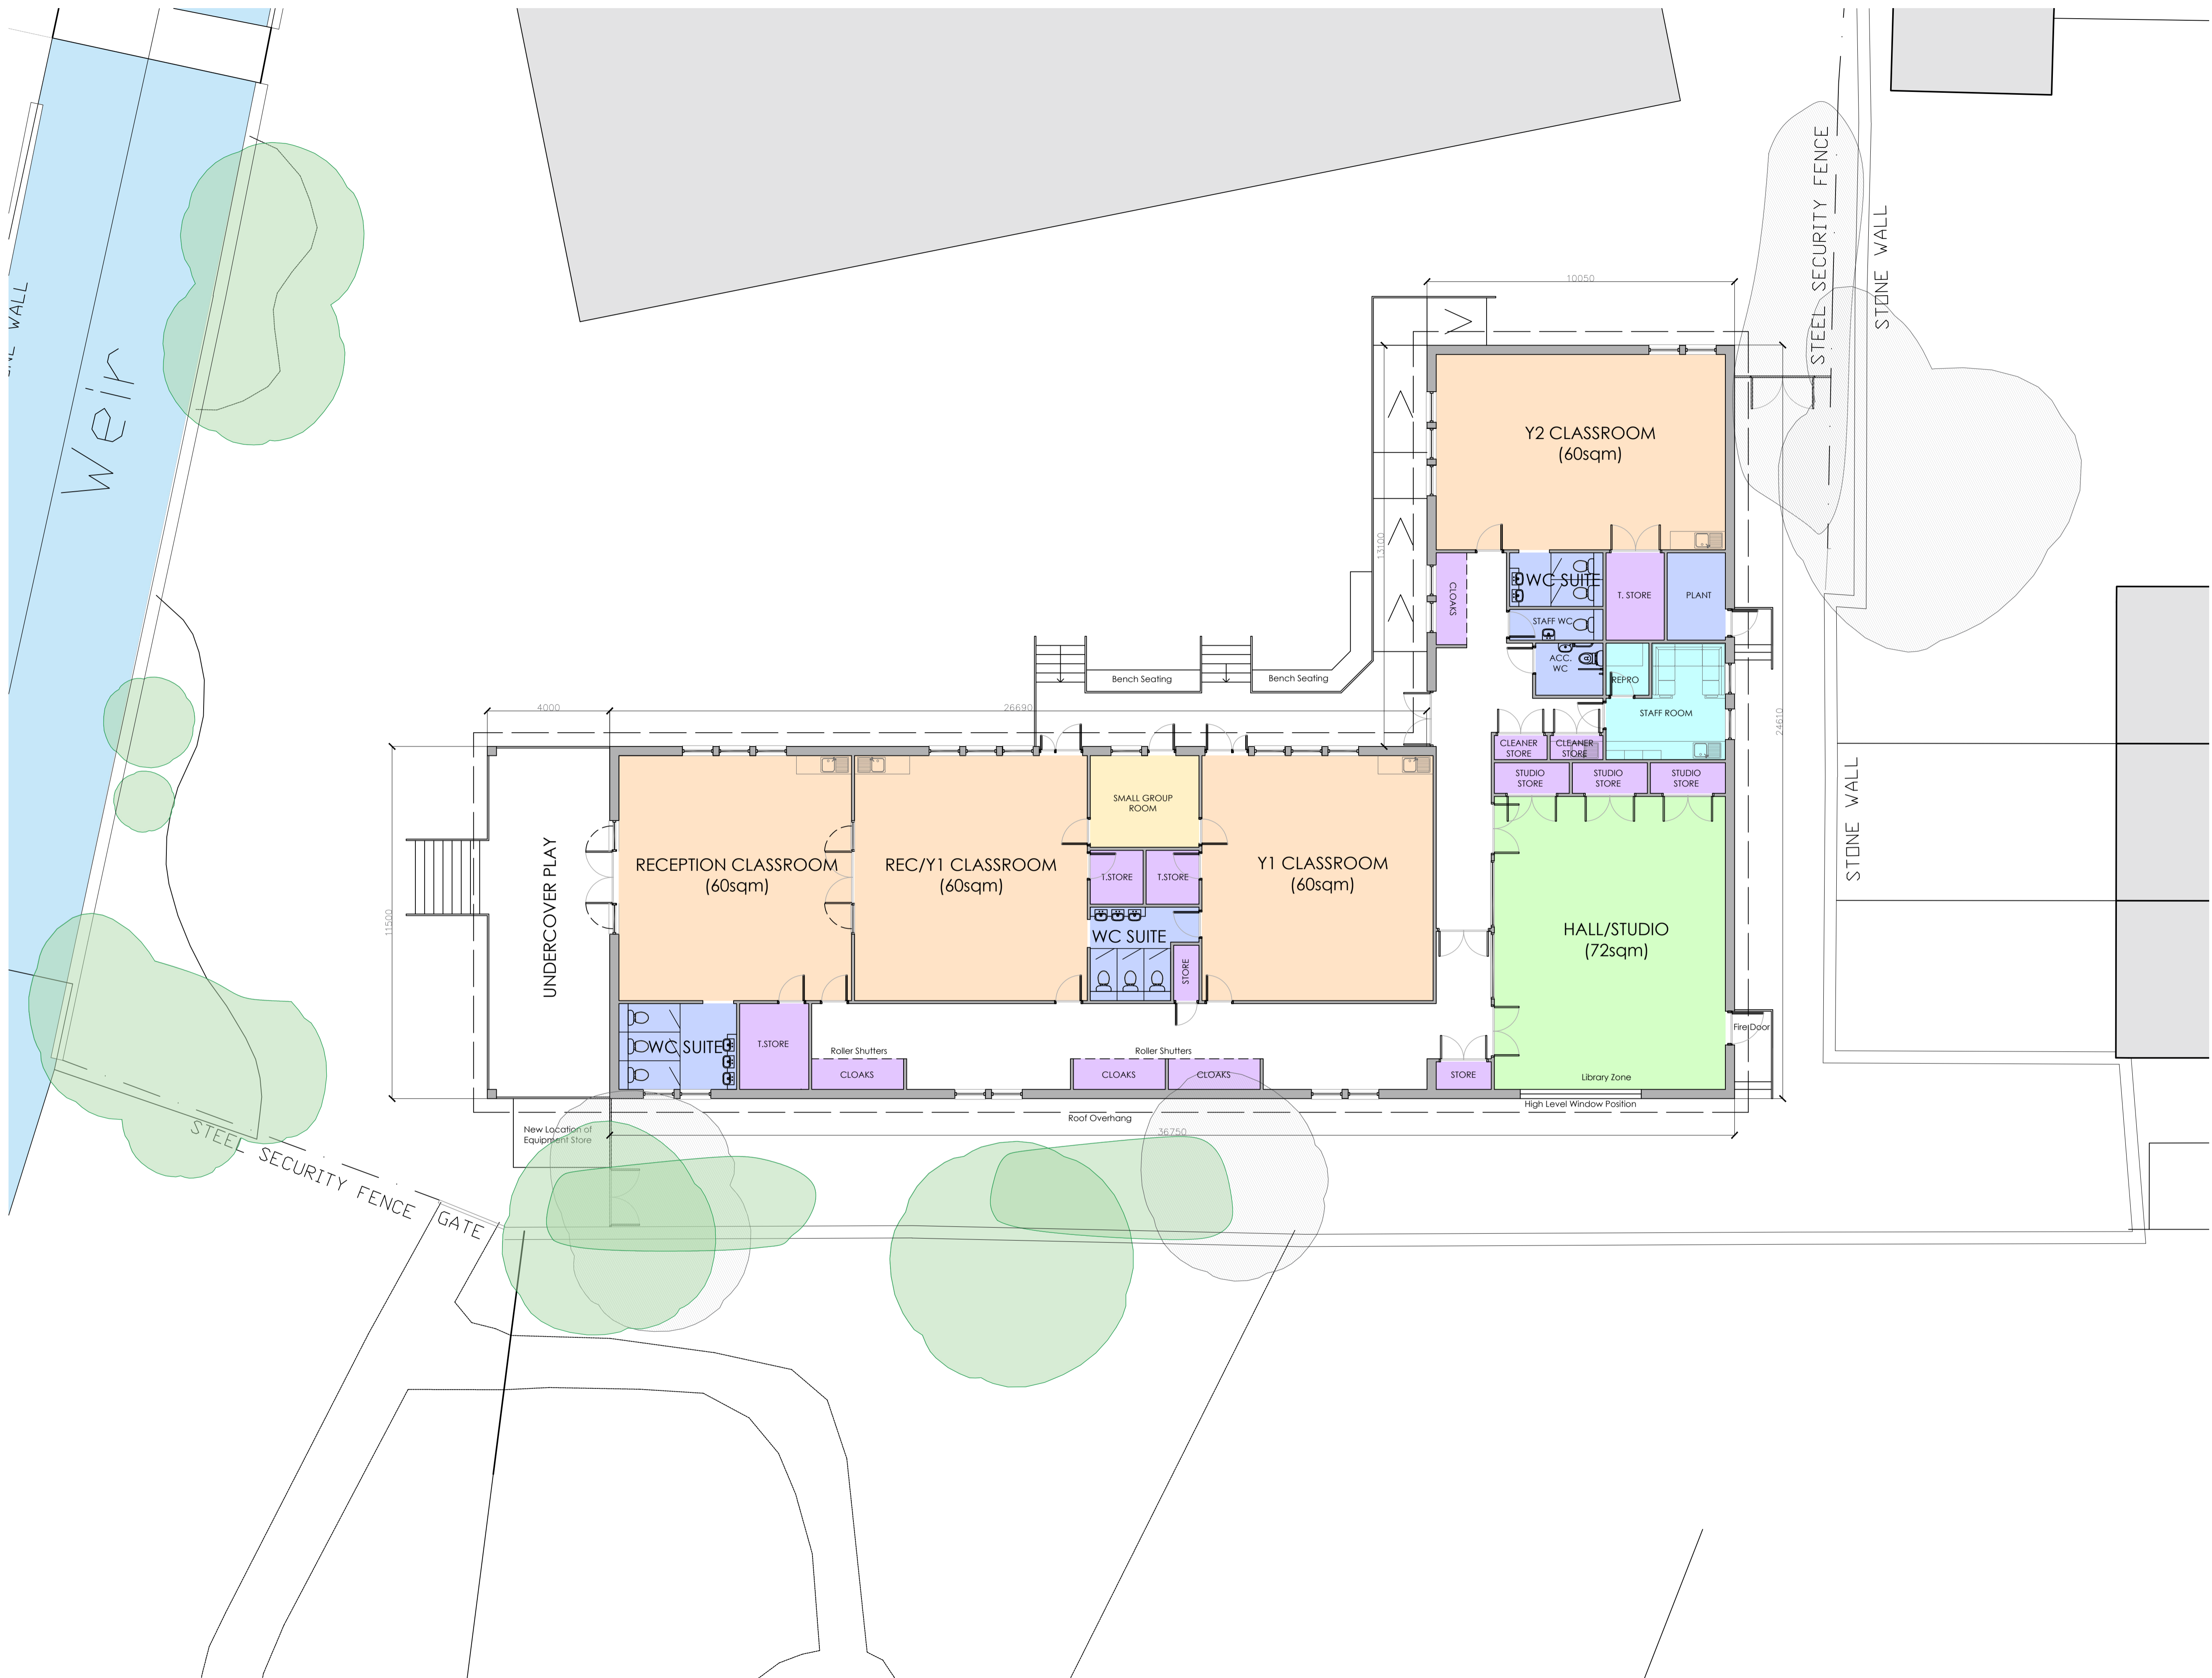 STEEL SECURITY FENCE
STONE WALL
WALL
Weir
10050
Y2 CLASSROOM
(60sqm)
13100
CLOAKS
WC SUITE
T. STORE
PLANT
STAFF WC
ACC.
WC
REPRO
STAFF ROOM
Bench Seating
Bench Seating
4000
26690
24610
CLEANER
STORE
CLEANER
STORE
STUDIO
STORE
STUDIO
STORE
STUDIO
STORE
SMALL GROUP
ROOM
STONE WALL
UNDERCOVER PLAY
RECEPTION CLASSROOM
(60sqm)
REC/Y1 CLASSROOM
(60sqm)
T.STORE
T.STORE
Y1 CLASSROOM
(60sqm)
11500
WC SUITE
STORE
HALL/STUDIO
(72sqm)
Fire Door
WC SUITE
T.STORE
Roller Shutters
CLOAKS
Roller Shutters
CLOAKS
CLOAKS
STORE
Library Zone
High Level Window Position
Roof Overhang
36750
New Location of
Equipment Store
STEEL SECURITY FENCE
GATE